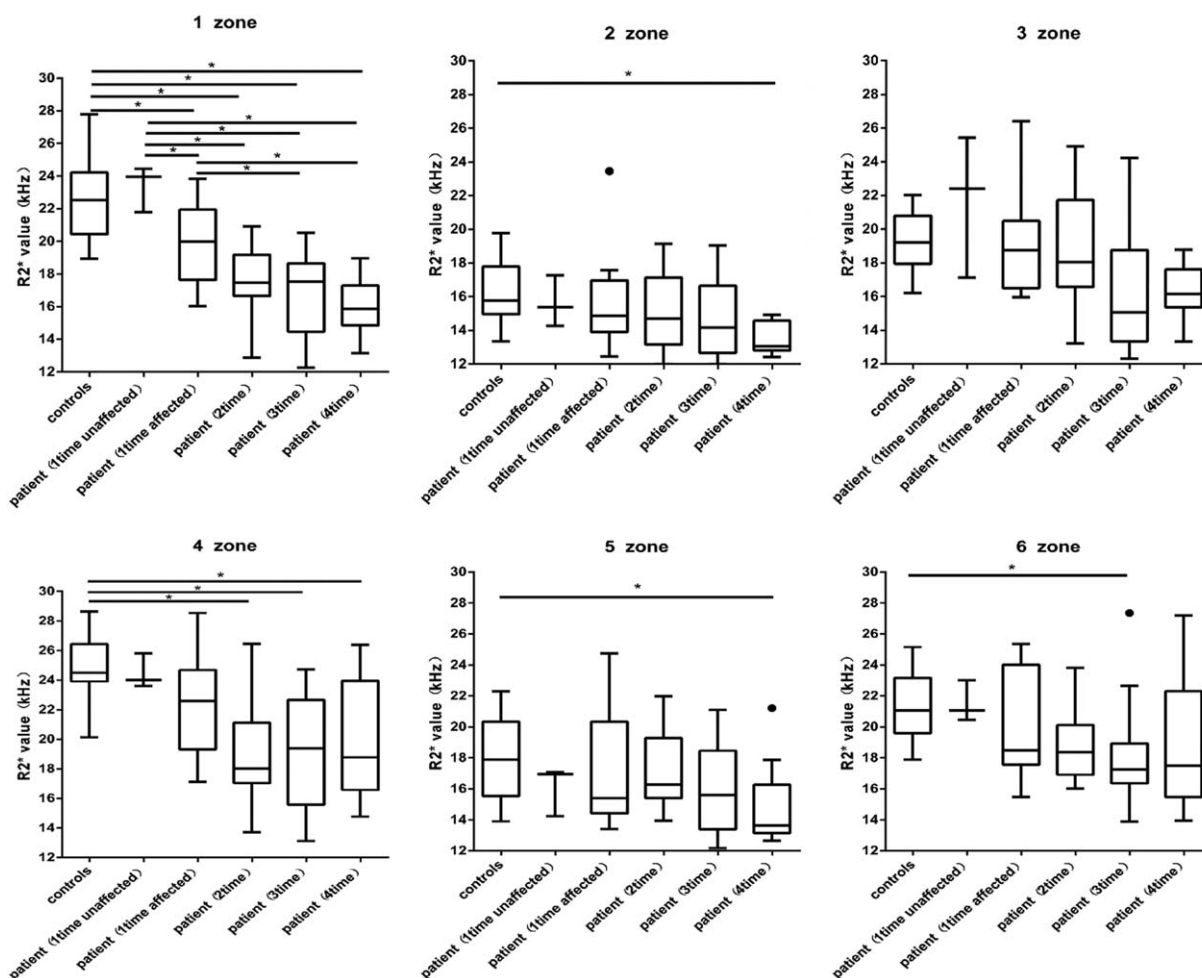 1 zone
R2* value (kHz)
30
28
26
24
22
20
18
16
14
12
* * * * * * * * * *
controls
patient (1time unaffected)
patient (1time affected)
patient (2time)
patient (3time)
patient (4time)
2 zone
R2* value (kHz)
30
28
26
24
22
20
18
16
14
12
*
controls
patient (1time unaffected)
patient (1time affected)
patient (2time)
patient (3time)
patient (4time)
3 zone
R2* value (kHz)
30
28
26
24
22
20
18
16
14
12
controls
patient (1time unaffected)
patient (1time affected)
patient (2time)
patient (3time)
patient (4time)
4 zone
R2* value (kHz)
30
28
26
24
22
20
18
16
14
12
* * *
controls
patient (1time unaffected)
patient (1time affected)
patient (2time)
patient (3time)
patient (4time)
5 zone
R2* value (kHz)
30
28
26
24
22
20
18
16
14
12
*
controls
patient (1time unaffected)
patient (1time affected)
patient (2time)
patient (3time)
patient (4time)
6 zone
R2* value (kHz)
30
28
26
24
22
20
18
16
14
12
*
controls
patient (1time unaffected)
patient (1time affected)
patient (2time)
patient (3time)
patient (4time)